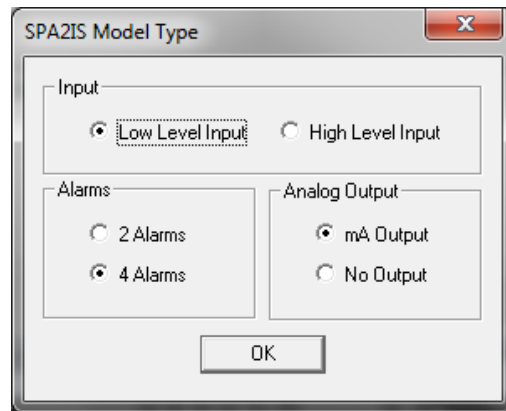 SPA2IS Model Type
Input
Low Level Input
High Level Input
Alarms
2 Alarms
4 Alarms
Analog Output
mA Output
No Output
OK